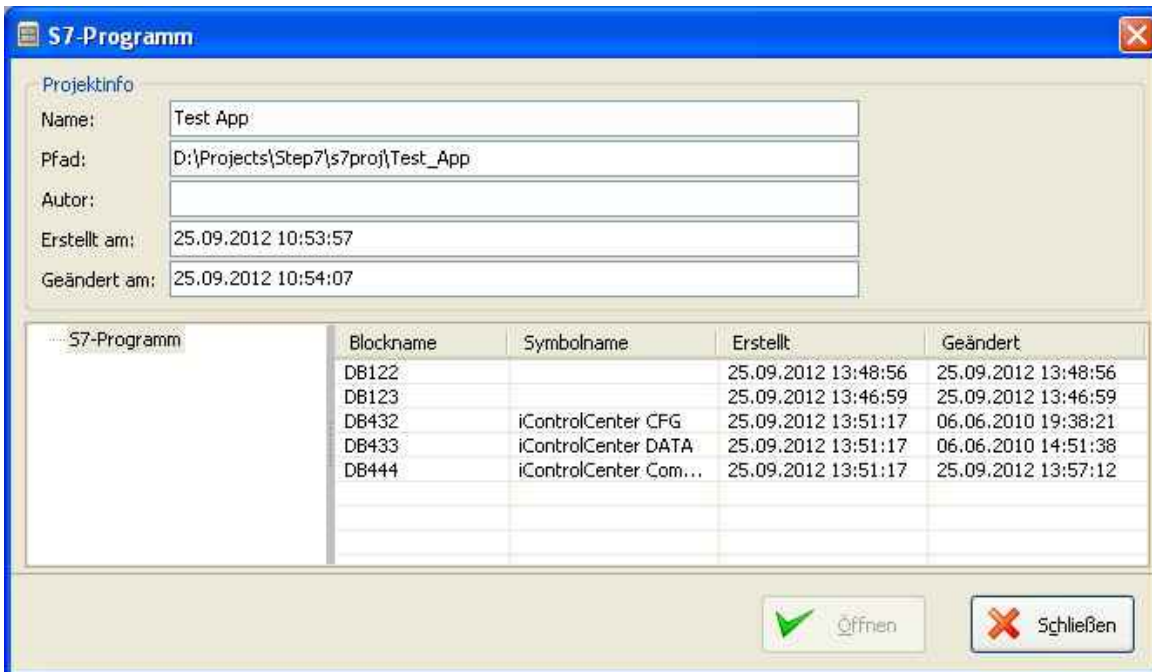 S7-Programm
Projektinfo
Name: Test App
Pfad: D:\Projects\Step7\s7proj\Test_App
Autor:
Erstellt am: 25.09.2012 10:53:57
Geändert am: 25.09.2012 10:54:07
S7-Programm
Blockname Symbolname Erstellt Geändert
DB122 25.09.2012 13:48:56 25.09.2012 13:48:56
DB123 25.09.2012 13:46:59 25.09.2012 13:46:59
DB432 iControlCenter CFG 25.09.2012 13:51:17 06.06.2010 19:38:21
DB433 iControlCenter DATA 25.09.2012 13:51:17 06.06.2010 14:51:38
DB444 iControlCenter Com... 25.09.2012 13:51:17 25.09.2012 13:57:12
Öffnen Schließen